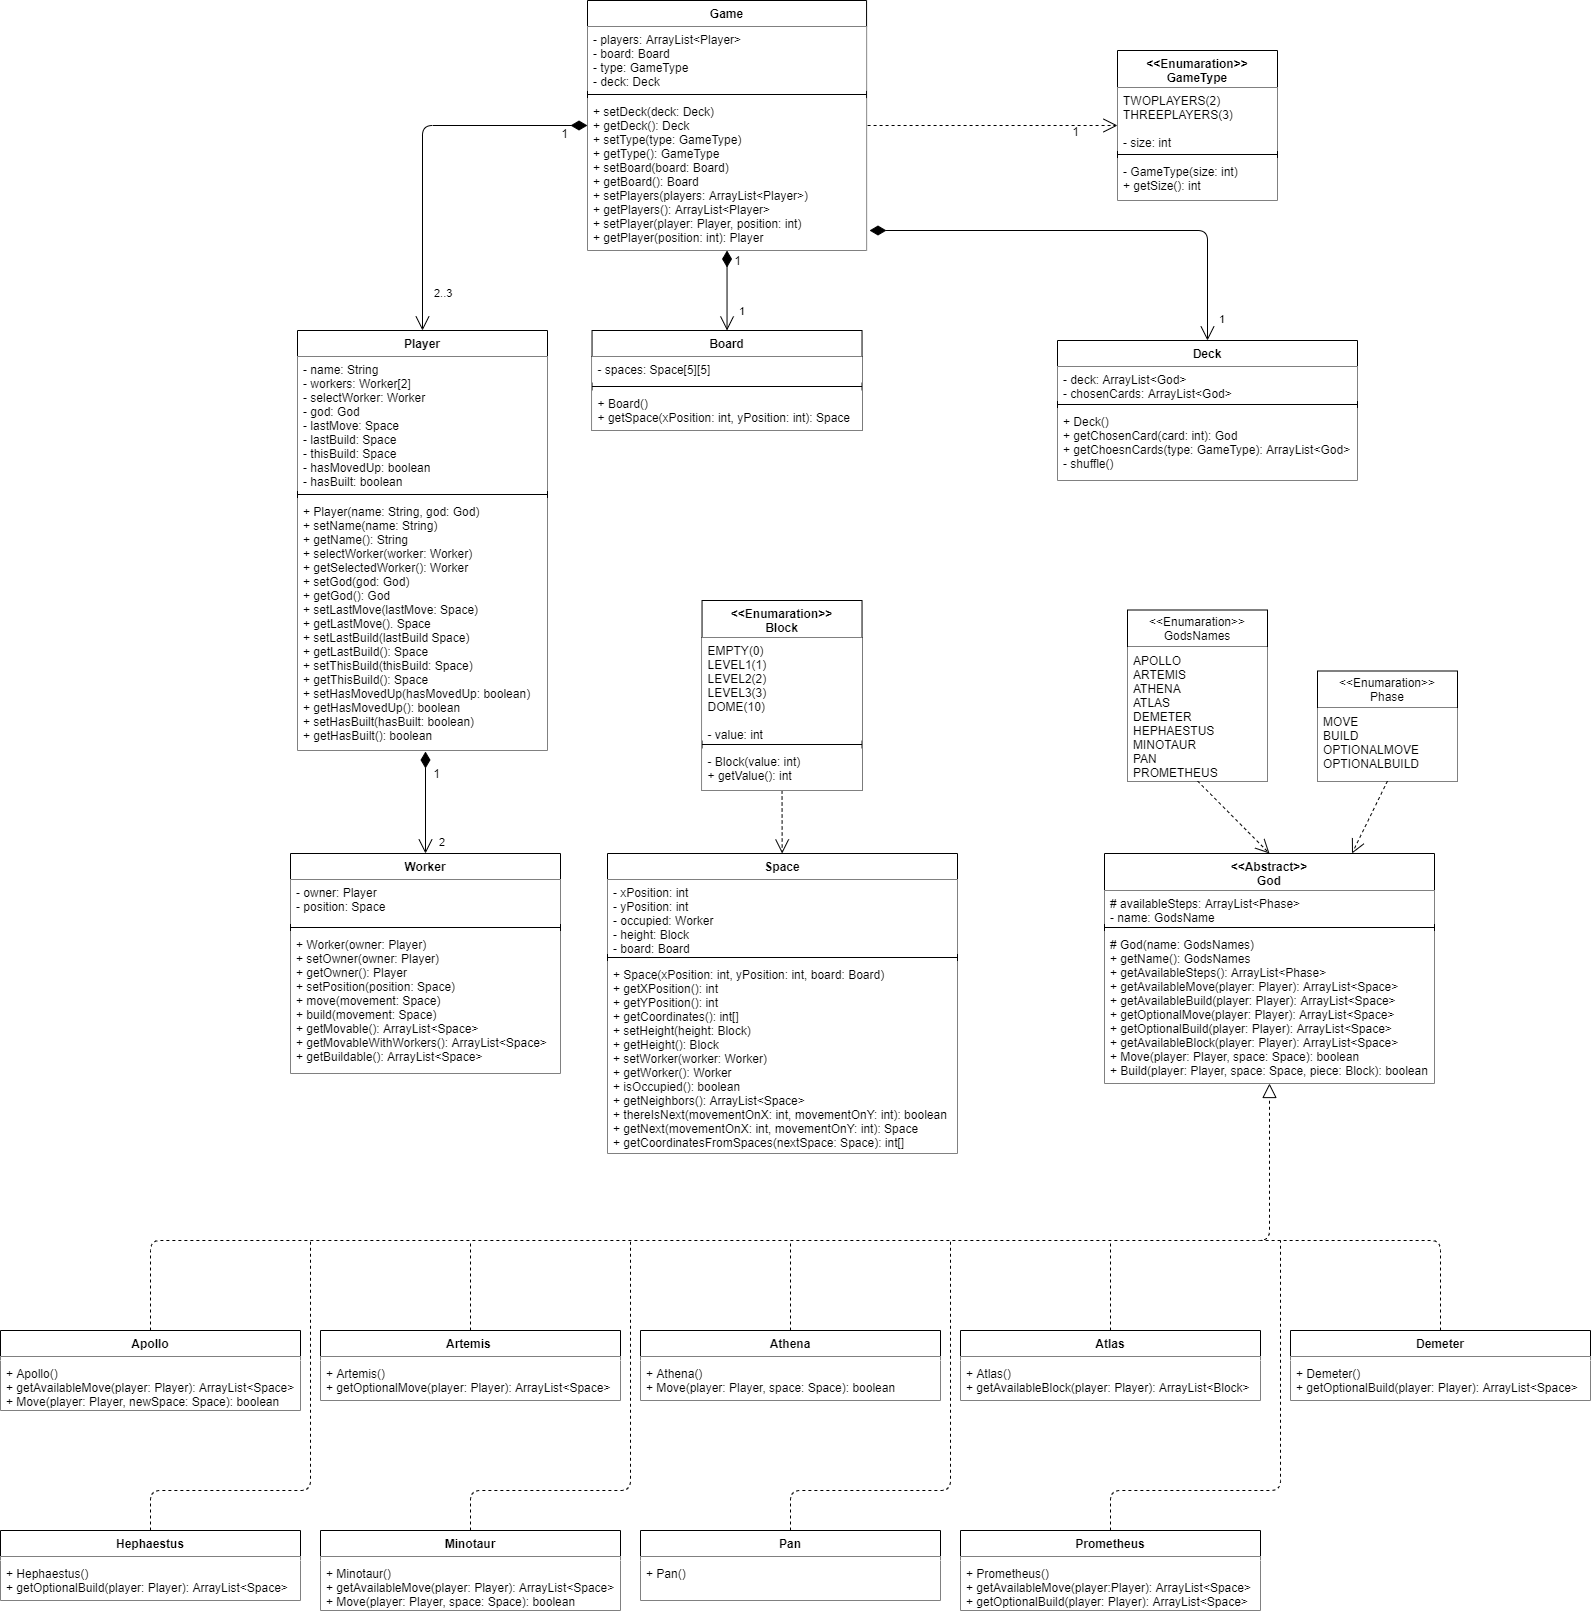 Game
- players: ArrayList<Player>
- board: Board
- type: GameType
- deck: Deck
+ setDeck(deck: Deck)
+ getDeck(): Deck
+ setType(type: GameType)
+ getType(): GameType
+ setBoard(board: Board)
+ getBoard(): Board
+ setPlayers(players: ArrayList<Player>)
+ getPlayers(): ArrayList<Player>
+ setPlayer(player: Player, position: int)
+ getPlayer(position: int): Player
<<Enumaration>>
GameType
TWOPLAYERS(2)
THREEPLAYERS(3)
- size: int
- GameType(size: int)
+ getSize(): int
1
1
1
2..3
1
1
Player
- name: String
- workers: Worker[2]
- selectWorker: Worker
- god: God
- lastMove: Space
- lastBuild: Space
- thisBuild: Space
- hasMovedUp: boolean
- hasBuilt: boolean
+ Player(name: String, god: God)
+ setName(name: String)
+ getName(): String
+ selectWorker(worker: Worker)
+ getSelectedWorker(): Worker
+ setGod(god: God)
+ getGod(): God
+ setLastMove(lastMove: Space)
+ getLastMove(). Space
+ setLastBuild(lastBuild Space)
+ getLastBuild(): Space
+ setThisBuild(thisBuild: Space)
+ getThisBuild(): Space
+ setHasMovedUp(hasMovedUp: boolean)
+ getHasMovedUp(): boolean
+ setHasBuilt(hasBuilt: boolean)
+ getHasBuilt(): boolean
Board
- spaces: Space[5][5]
+ Board()
+ getSpace(xPosition: int, yPosition: int): Space
Deck
- deck: ArrayList<God>
- chosenCards: ArrayList<God>
+ Deck()
+ getChosenCard(card: int): God
+ getChoesnCards(type: GameType): ArrayList<God>
- shuffle()
<<Enumaration>>
Block
EMPTY(0)
LEVEL1(1)
LEVEL2(2)
LEVEL3(3)
DOME(10)
- value: int
- Block(value: int)
+ getValue(): int
<<Enumaration>>
GodsNames
APOLLO
ARTEMIS
ATHENA
ATLAS
DEMETER
HEPHAESTUS
MINOTAUR
PAN
PROMETHEUS
<<Enumaration>>
Phase
MOVE
BUILD
OPTIONALMOVE
OPTIONALBUILD
1
2
Worker
- owner: Player
- position: Space
+ Worker(owner: Player)
+ setOwner(owner: Player)
+ getOwner(): Player
+ setPosition(position: Space)
+ move(movement: Space)
+ build(movement: Space)
+ getMovable(): ArrayList<Space>
+ getMovableWithWorkers(): ArrayList<Space>
+ getBuildable(): ArrayList<Space>
Space
- xPosition: int
- yPosition: int
- occupied: Worker
- height: Block
- board: Board
+ Space(xPosition: int, yPosition: int, board: Board)
+ getXPosition(): int
+ getYPosition(): int
+ getCoordinates(): int[]
+ setHeight(height: Block)
+ getHeight(): Block
+ setWorker(worker: Worker)
+ getWorker(): Worker
+ isOccupied(): boolean
+ getNeighbors(): ArrayList<Space>
+ thereIsNext(movementOnX: int, movementOnY: int): boolean
+ getNext(movementOnX: int, movementOnY: int): Space
+ getCoordinatesFromSpaces(nextSpace: Space): int[]
<<Abstract>>
God
# availableSteps: ArrayList<Phase>
- name: GodsName
# God(name: GodsNames)
+ getName(): GodsNames
+ getAvailableSteps(): ArrayList<Phase>
+ getAvailableMove(player: Player): ArrayList<Space>
+ getAvailableBuild(player: Player): ArrayList<Space>
+ getOptionalMove(player: Player): ArrayList<Space>
+ getOptionalBuild(player: Player): ArrayList<Space>
+ getAvailableBlock(player: Player): ArrayList<Space>
+ Move(player: Player, space: Space): boolean
+ Build(player: Player, space: Space, piece: Block): boolean
Apollo
+ Apollo()
+ getAvailableMove(player: Player): ArrayList<Space>
+ Move(player: Player, newSpace: Space): boolean
Artemis
+ Artemis()
+ getOptionalMove(player: Player): ArrayList<Space>
Athena
+ Athena()
+ Move(player: Player, space: Space): boolean
Atlas
+ Atlas()
+ getAvailableBlock(player: Player): ArrayList<Block>
Demeter
+ Demeter()
+ getOptionalBuild(player: Player): ArrayList<Space>
Hephaestus
+ Hephaestus()
+ getOptionalBuild(player: Player): ArrayList<Space>
Minotaur
+ Minotaur()
+ getAvailableMove(player: Player): ArrayList<Space>
+ Move(player: Player, space: Space): boolean
Pan
+ Pan()
Prometheus
+ Prometheus()
+ getAvailableMove(player:Player): ArrayList<Space>
+ getOptionalBuild(player: Player): ArrayList<Space>